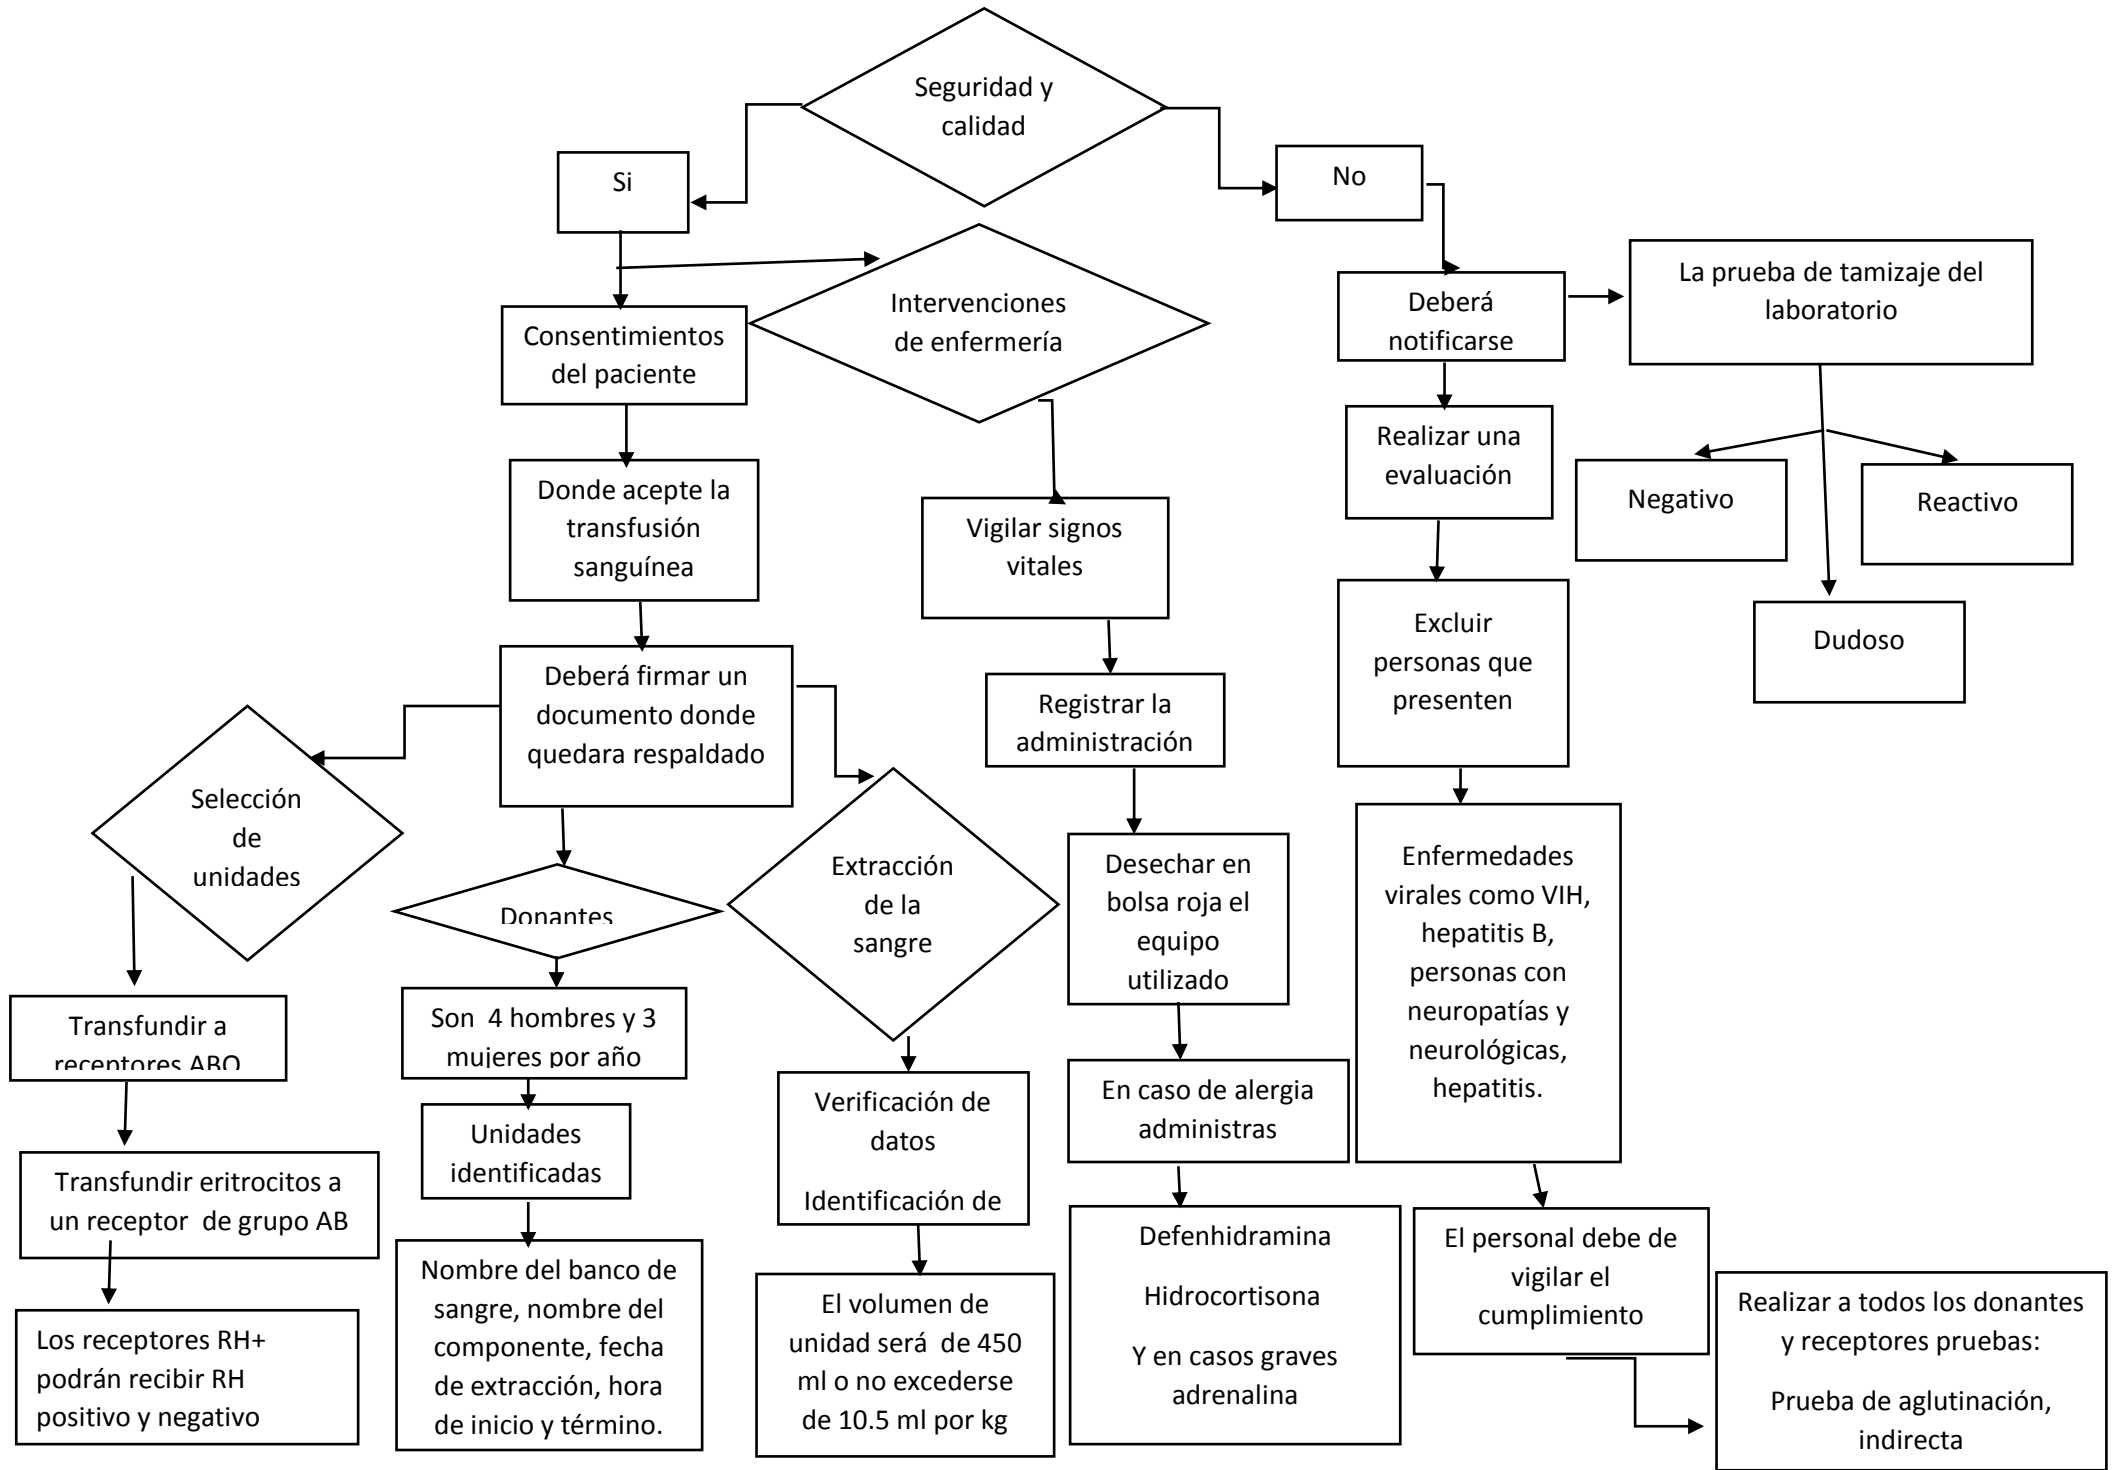 Seguridad y
calidad
Si
No
Consentimientos
del paciente
Intervenciones
de enfermería
Deberá
notificarse
La prueba de tamizaje del
laboratorio
Donde acepte la
transfusión
sanguínea
Vigilar signos
vitales
Realizar una
evaluación
Negativo
Reactivo
Dudoso
Deberá firmar un
documento donde
quedara respaldado
Registrar la
administración
Excluir
personas que
presenten
Selección
de
unidades
Donantes
Extracción
de la
sangre
Desechar en
bolsa roja el
equipo
utilizado
Enfermedades
virales como VIH,
hepatitis B,
personas con
neuropatías y
neurológicas,
hepatitis.
Transfundir a
receptores ABO
Son  4 hombres y 3
mujeres por año
Verificación de
datos
Identificación de
En caso de alergia
administras
Transfundir eritrocitos a
un receptor  de grupo AB
Unidades
identificadas
Los receptores RH+
podrán recibir RH
positivo y negativo
Nombre del banco de
sangre, nombre del
componente, fecha
de extracción, hora
de inicio y término.
El volumen de
unidad será  de 450
ml o no excederse
de 10.5 ml por kg
Defenhidramina
Hidrocortisona
Y en casos graves
adrenalina
El personal debe de
vigilar el
cumplimiento
Realizar a todos los donantes
y receptores pruebas:
Prueba de aglutinación,
indirecta